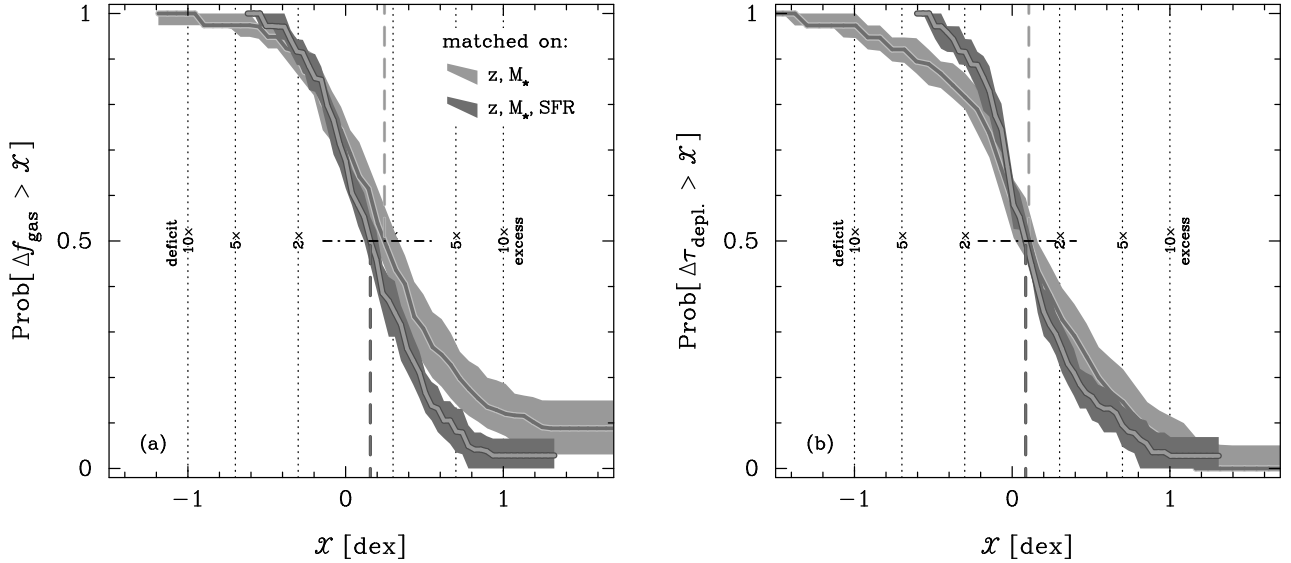 matched on:
z, M⋆
z, M⋆, SFR
Prob[ Δf_gas > x ]
1
0.5
0
deficit
10×
5×
2×
5×
10×
excess
(a)
−1
0
1
x [dex]
Prob[ Δτ_depl. > x ]
1
0.5
0
deficit
10×
5×
2×
2×
5×
10×
excess
(b)
−1
0
1
x [dex]